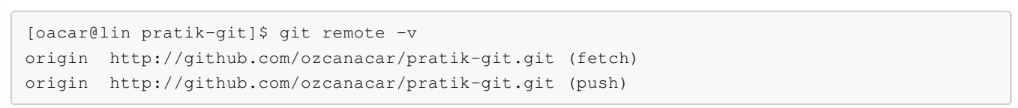 [oacar@lin pratik-git]$ git remote -v
origin  http://github.com/ozcanacar/pratik-git.git (fetch)
origin  http://github.com/ozcanacar/pratik-git.git (push)